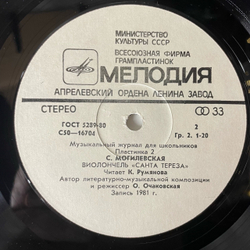 МИНИСТЕРСТВО
КУЛЬТУРЫ СССР
ВСЕСОЮЗНАЯ ФИРМА
ГРАМПЛАСТИНОК
МЕЛОДИЯ
АПРЕЛЕВСКИЙ ОРДЕНА ЛЕНИНА ЗАВОД
СТЕРЕО 33
ГОСТ 5289-80 2
С50—16704 Гр. 2. 1-30
Музыкальный журнал для школьников
Пластинка 2
С. МОГИЛЕВСКАЯ
ВИОЛОНЧЕЛЬ «САНТА ТЕРЕЗА»
Читает К. Румянова
Автор литературно-музыкальной композиции
и режиссер О. Очаковская
Запись 1981 г.